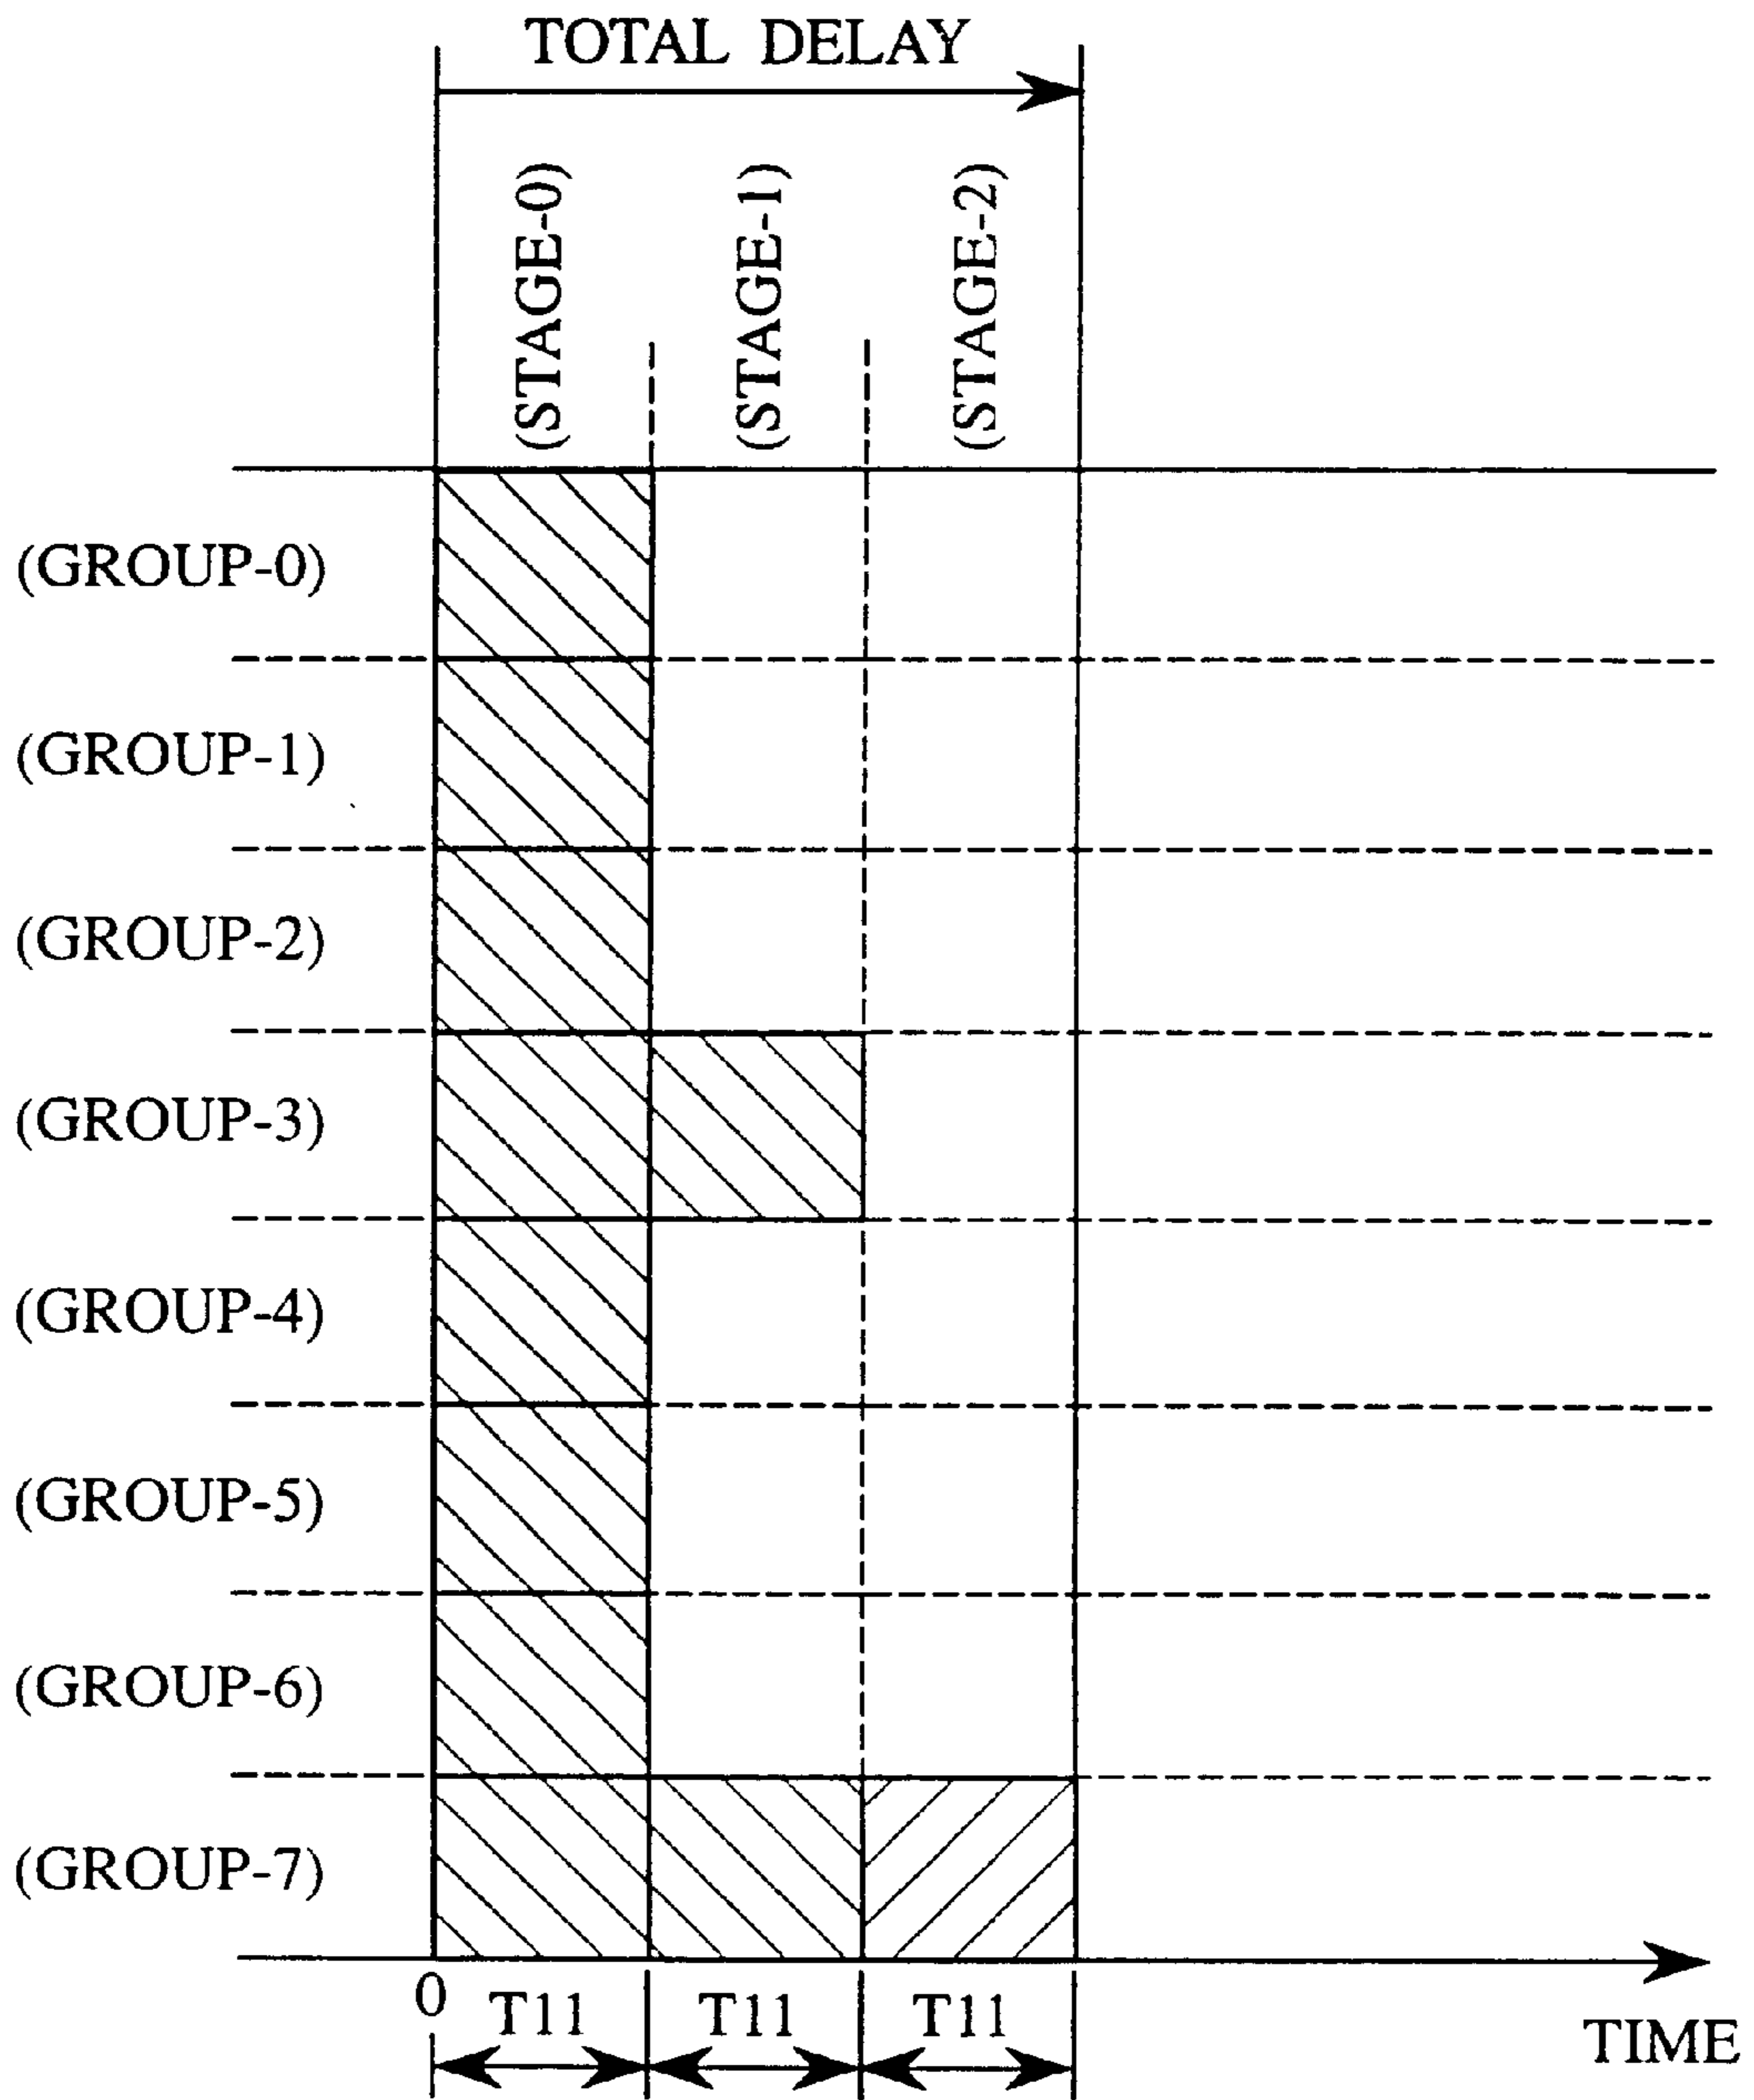 TOTAL DELAY
(STAGE-0)
(STAGE-1)
(STAGE-2)
(GROUP-0)
(GROUP-1)
(GROUP-2)
(GROUP-3)
(GROUP-4)
(GROUP-5)
(GROUP-6)
(GROUP-7)
0
T11 T11 T11
TIME